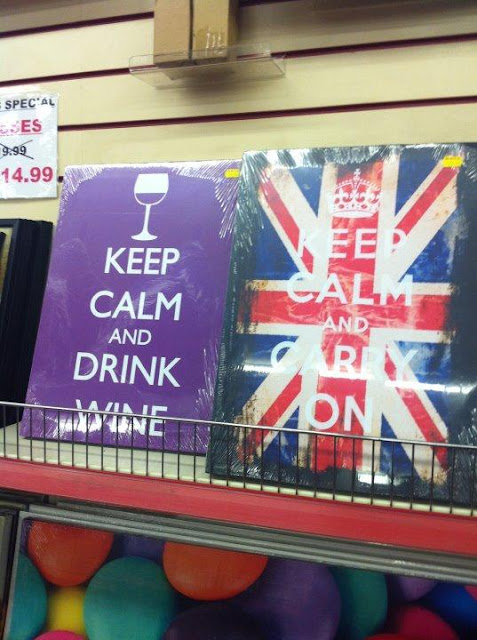 SPECIAL
9.99
14.99
KEEP
CALM
AND
DRINK
WINE
KEEP
CALM
AND
CARRY
ON